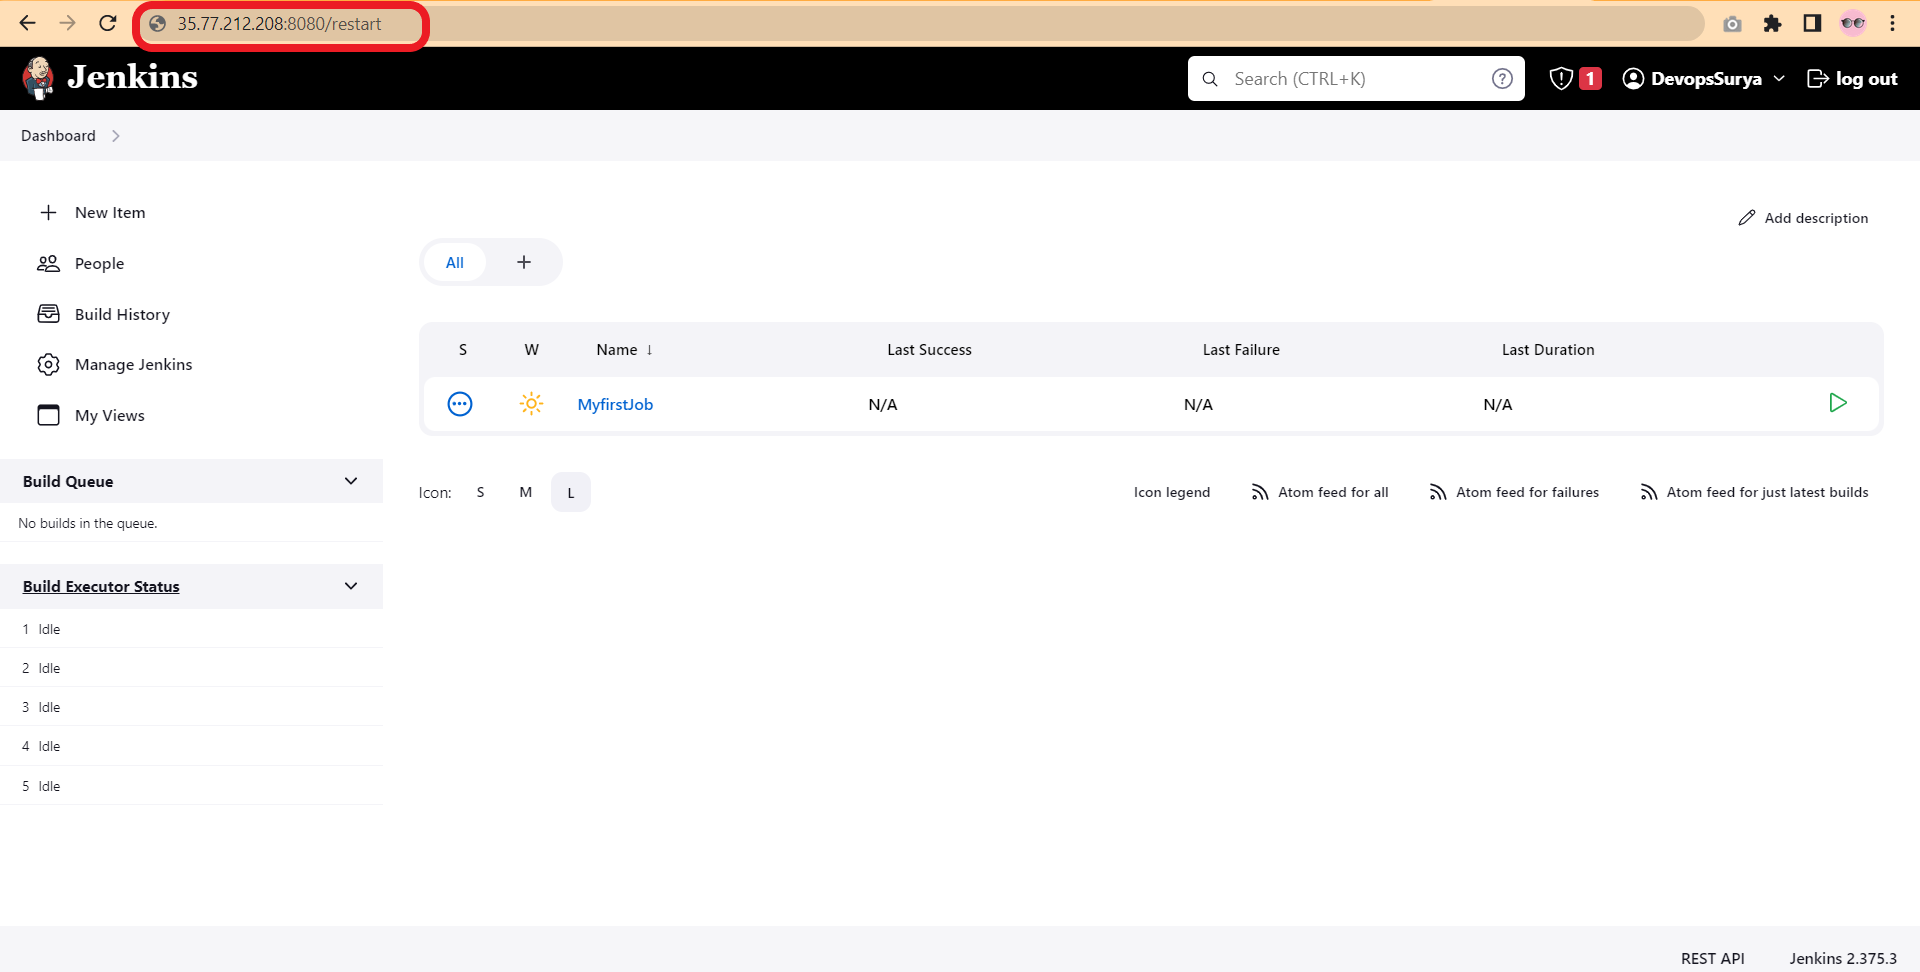 35.77.212.208:8080/restart
Jenkins
Search (CTRL+K)
1
DevopsSurya
log out
Dashboard
New Item
People
Build History
Manage Jenkins
My Views
Build Queue
No builds in the queue.
Build Executor Status
1 Idle
2 Idle
3 Idle
4 Idle
5 Idle
Add description
All +
S W Name ↓ Last Success Last Failure Last Duration
MyfirstJob N/A N/A N/A
Icon: S M L
Icon legend Atom feed for all Atom feed for failures Atom feed for just latest builds
REST API Jenkins 2.375.3